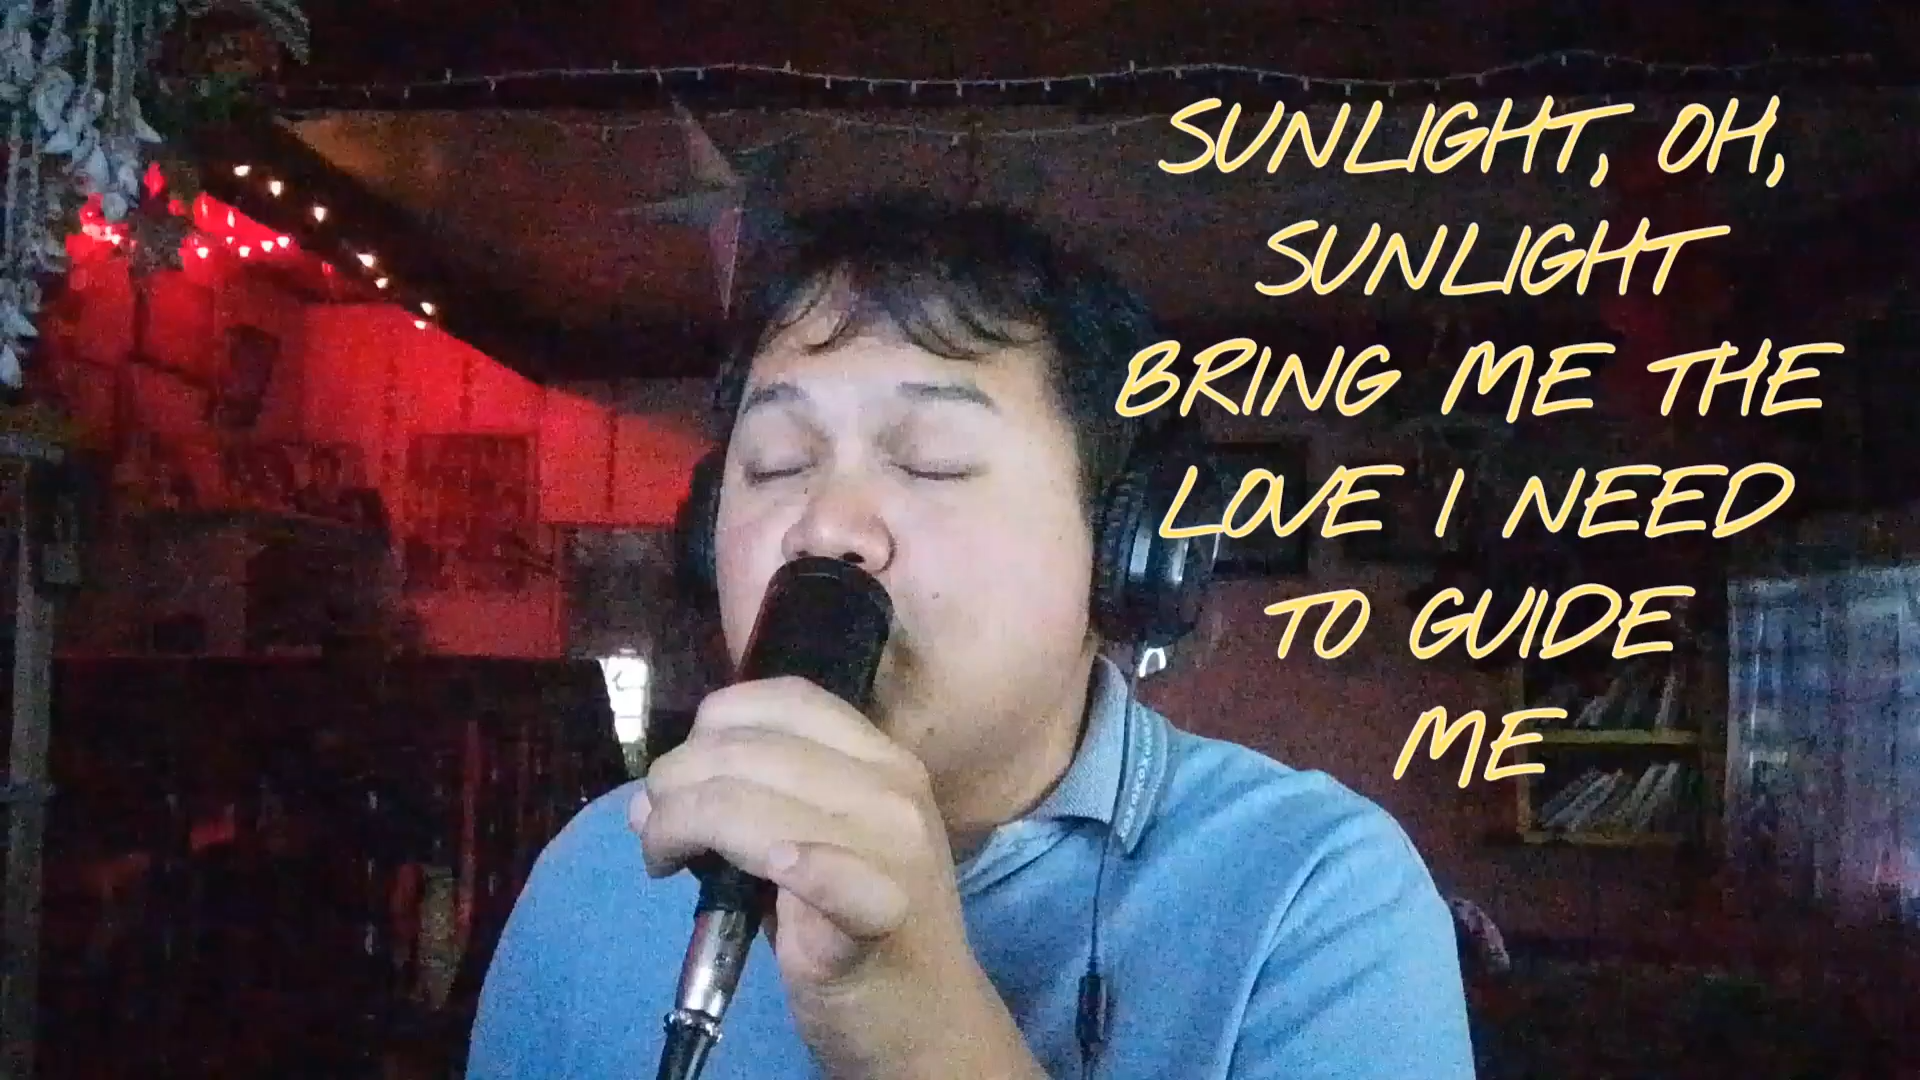 SUNLIGHT, OH,
SUNLIGHT
BRING ME THE
LOVE I NEED
TO GUIDE
ME